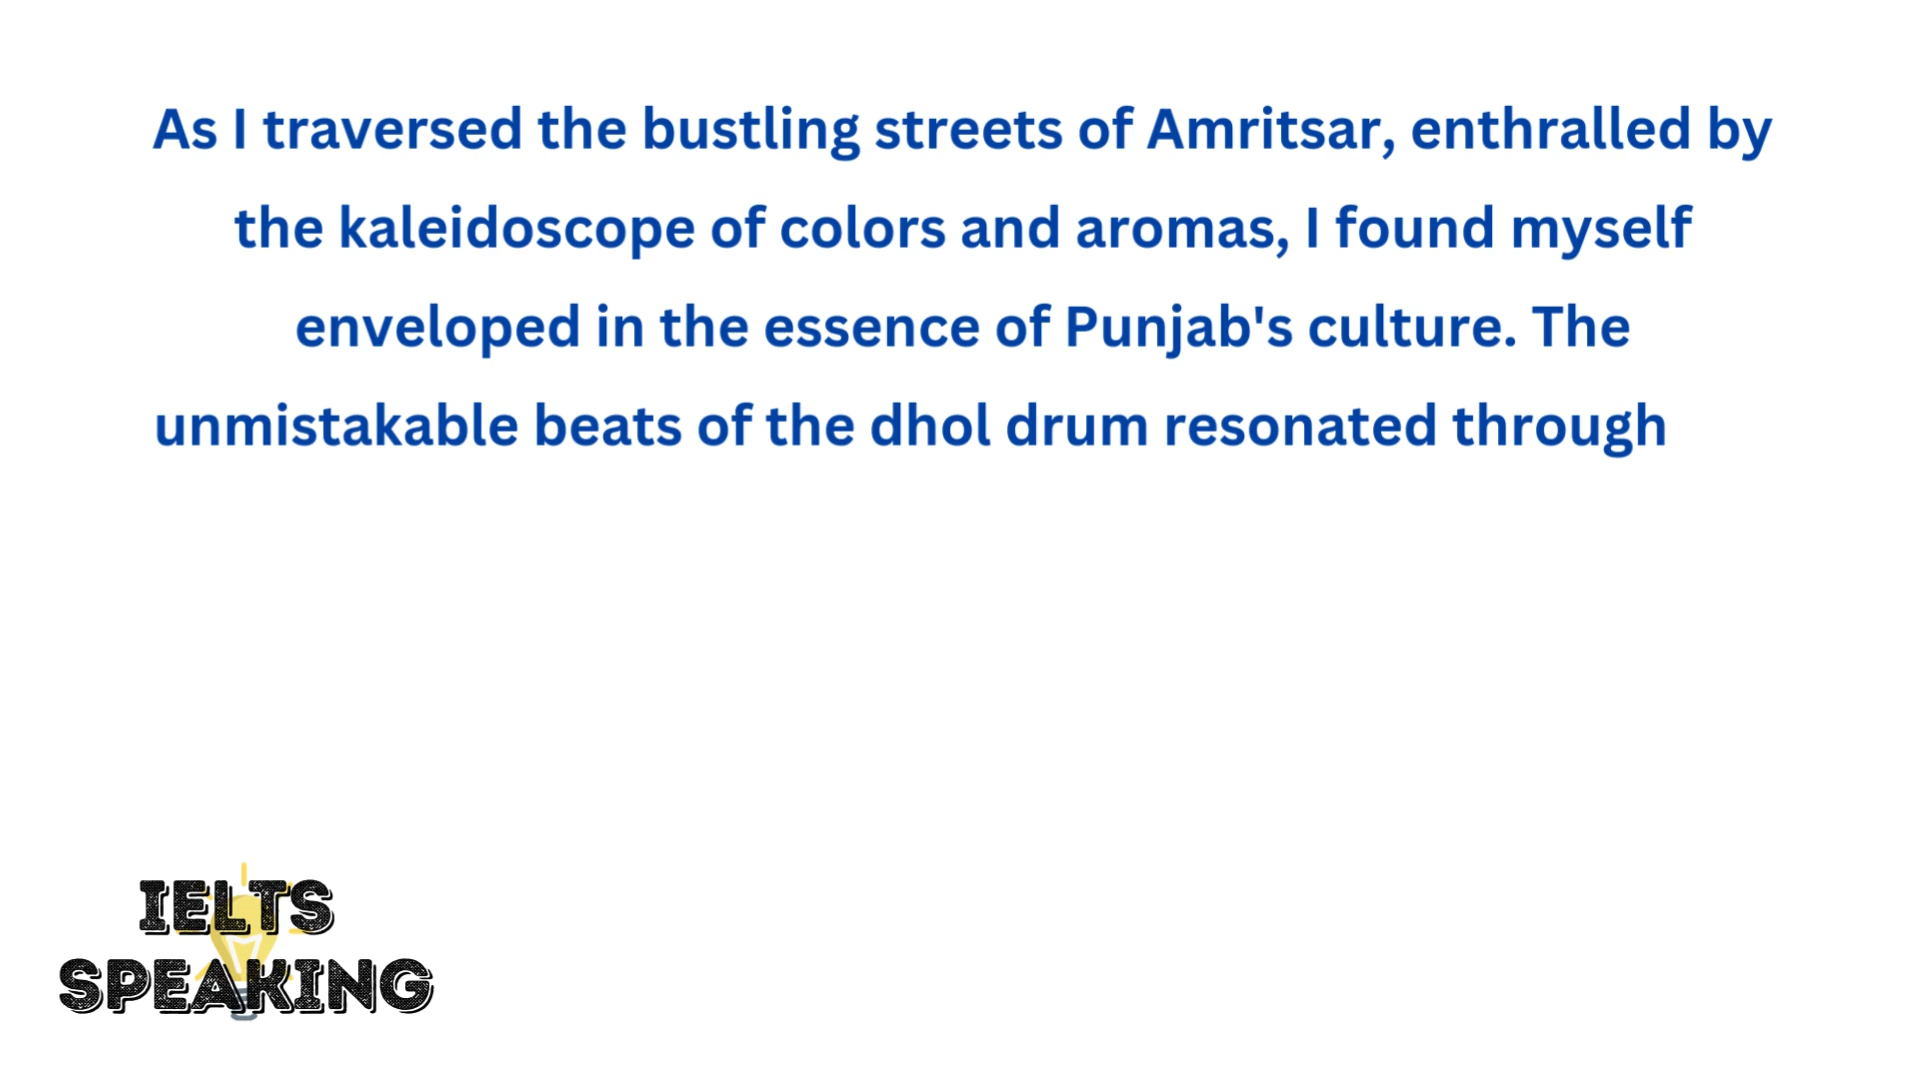 As I traversed the bustling streets of Amritsar, enthralled by
the kaleidoscope of colors and aromas, I found myself
enveloped in the essence of Punjab's culture. The
unmistakable beats of the dhol drum resonated through
IELTS
SPEAKING